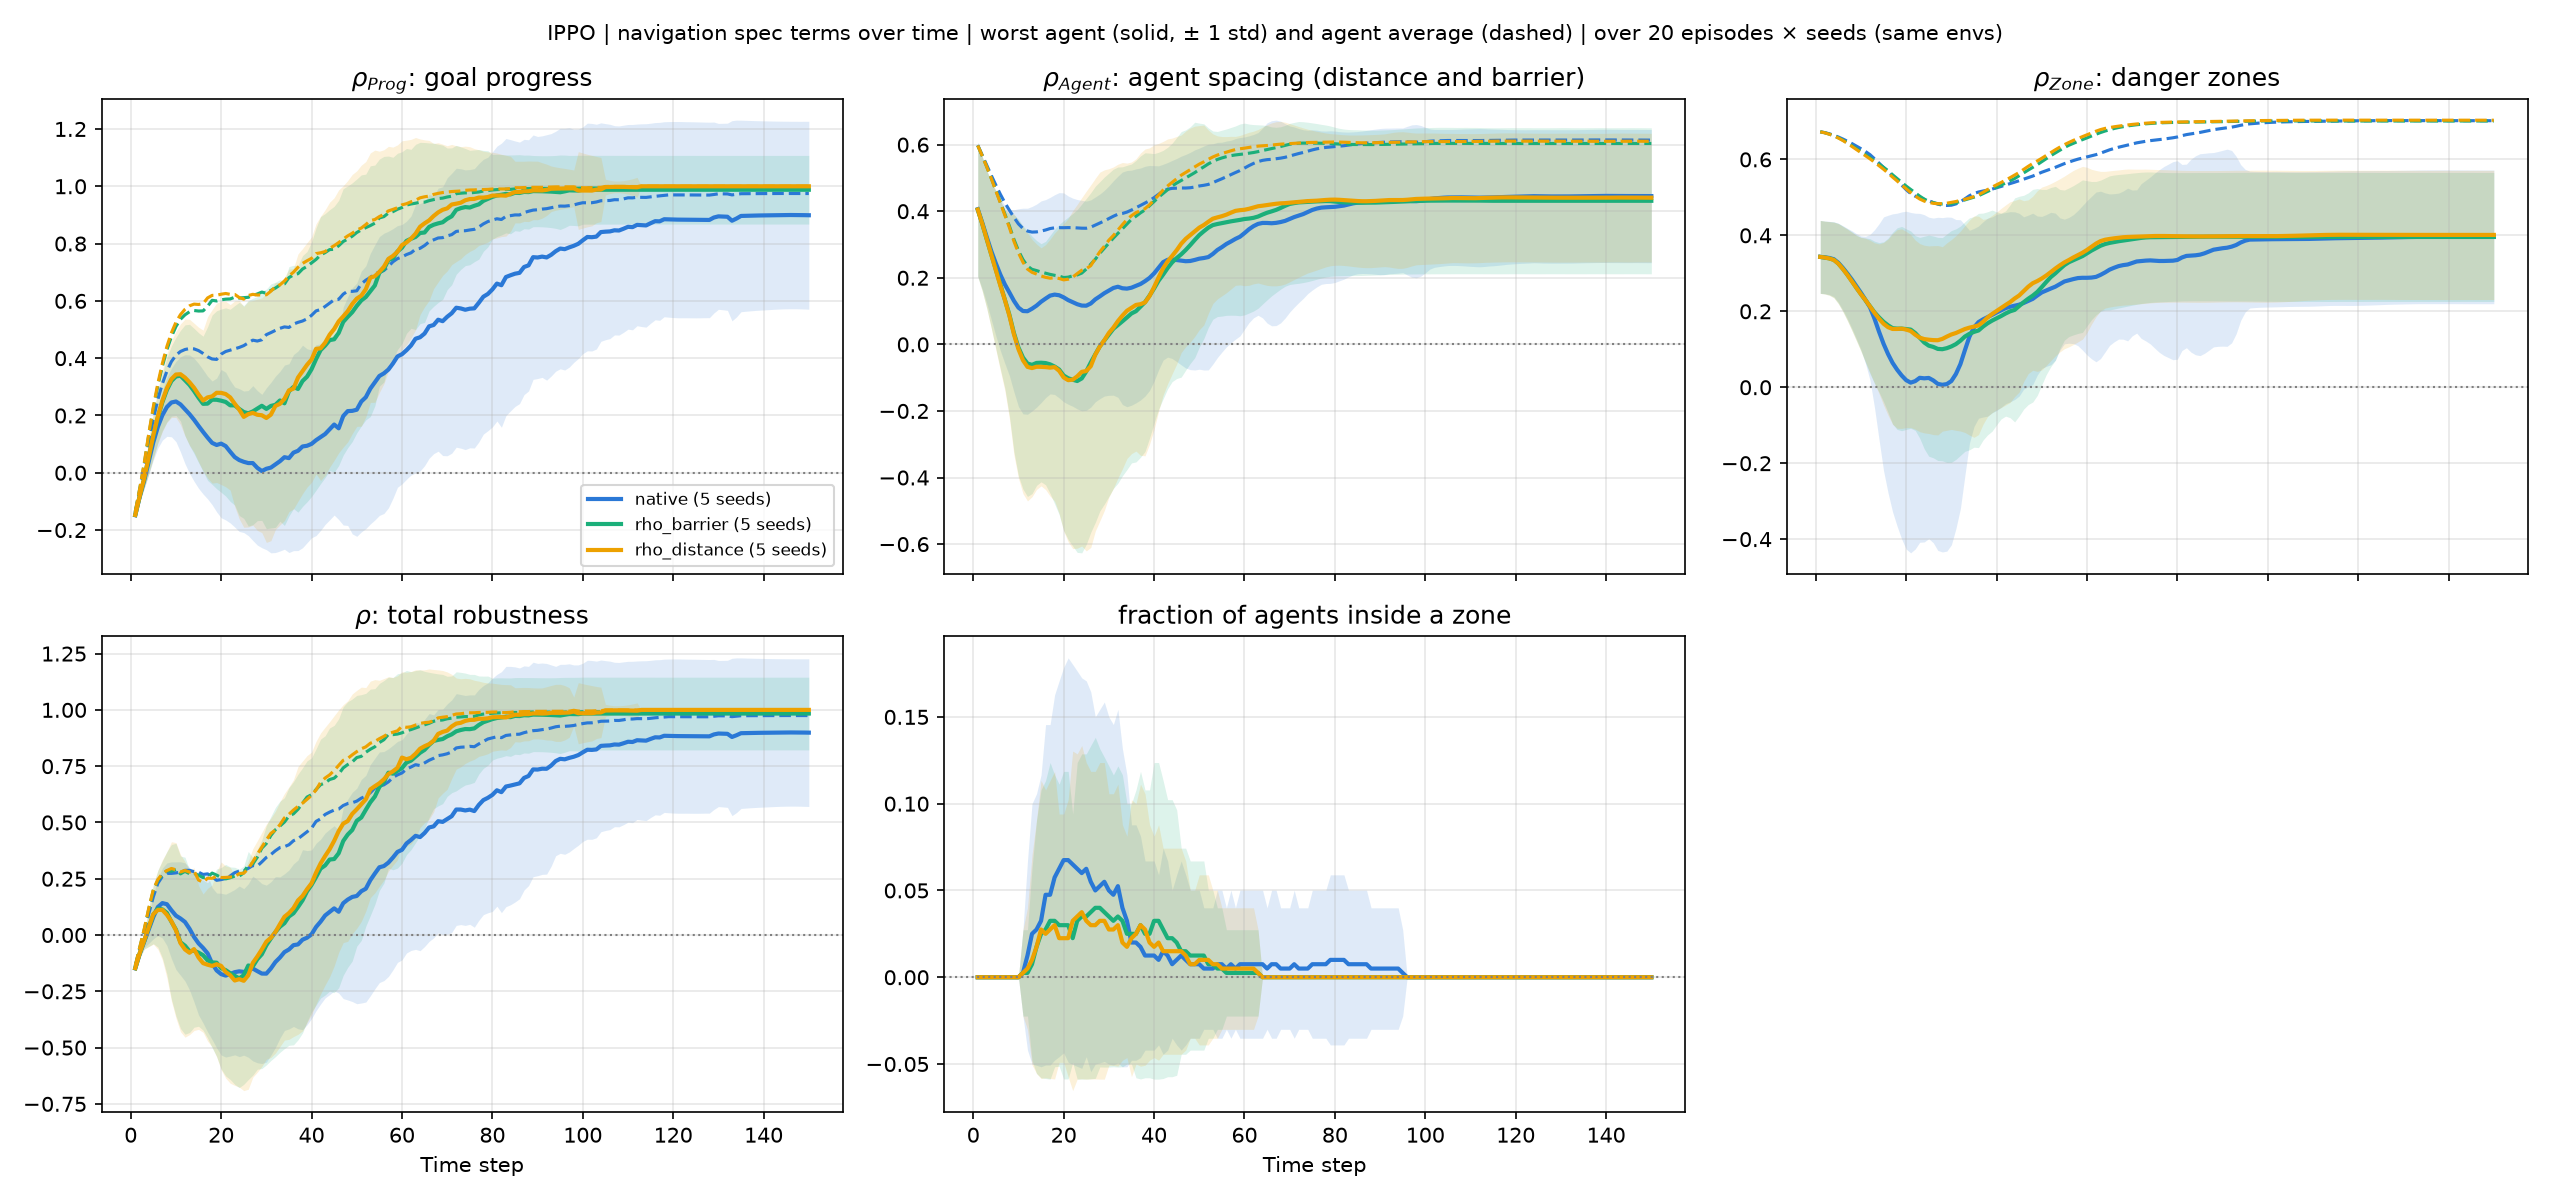 IPPO | navigation spec terms over time | worst agent (solid, ± 1 std) and agent average (dashed) | over 20 episodes × seeds (same envs)
ρ_Prog: goal progress
1.2
1.0
0.8
0.6
0.4
0.2
0.0
−0.2
native (5 seeds)
rho_barrier (5 seeds)
rho_distance (5 seeds)
ρ_Agent: agent spacing (distance and barrier)
0.6
0.4
0.2
0.0
−0.2
−0.4
−0.6
ρ_Zone: danger zones
0.6
0.4
0.2
0.0
−0.2
−0.4
ρ: total robustness
1.25
1.00
0.75
0.50
0.25
0.00
−0.25
−0.50
−0.75
0 20 40 60 80 100 120 140
Time step
fraction of agents inside a zone
0.15
0.10
0.05
0.00
−0.05
0 20 40 60 80 100 120 140
Time step